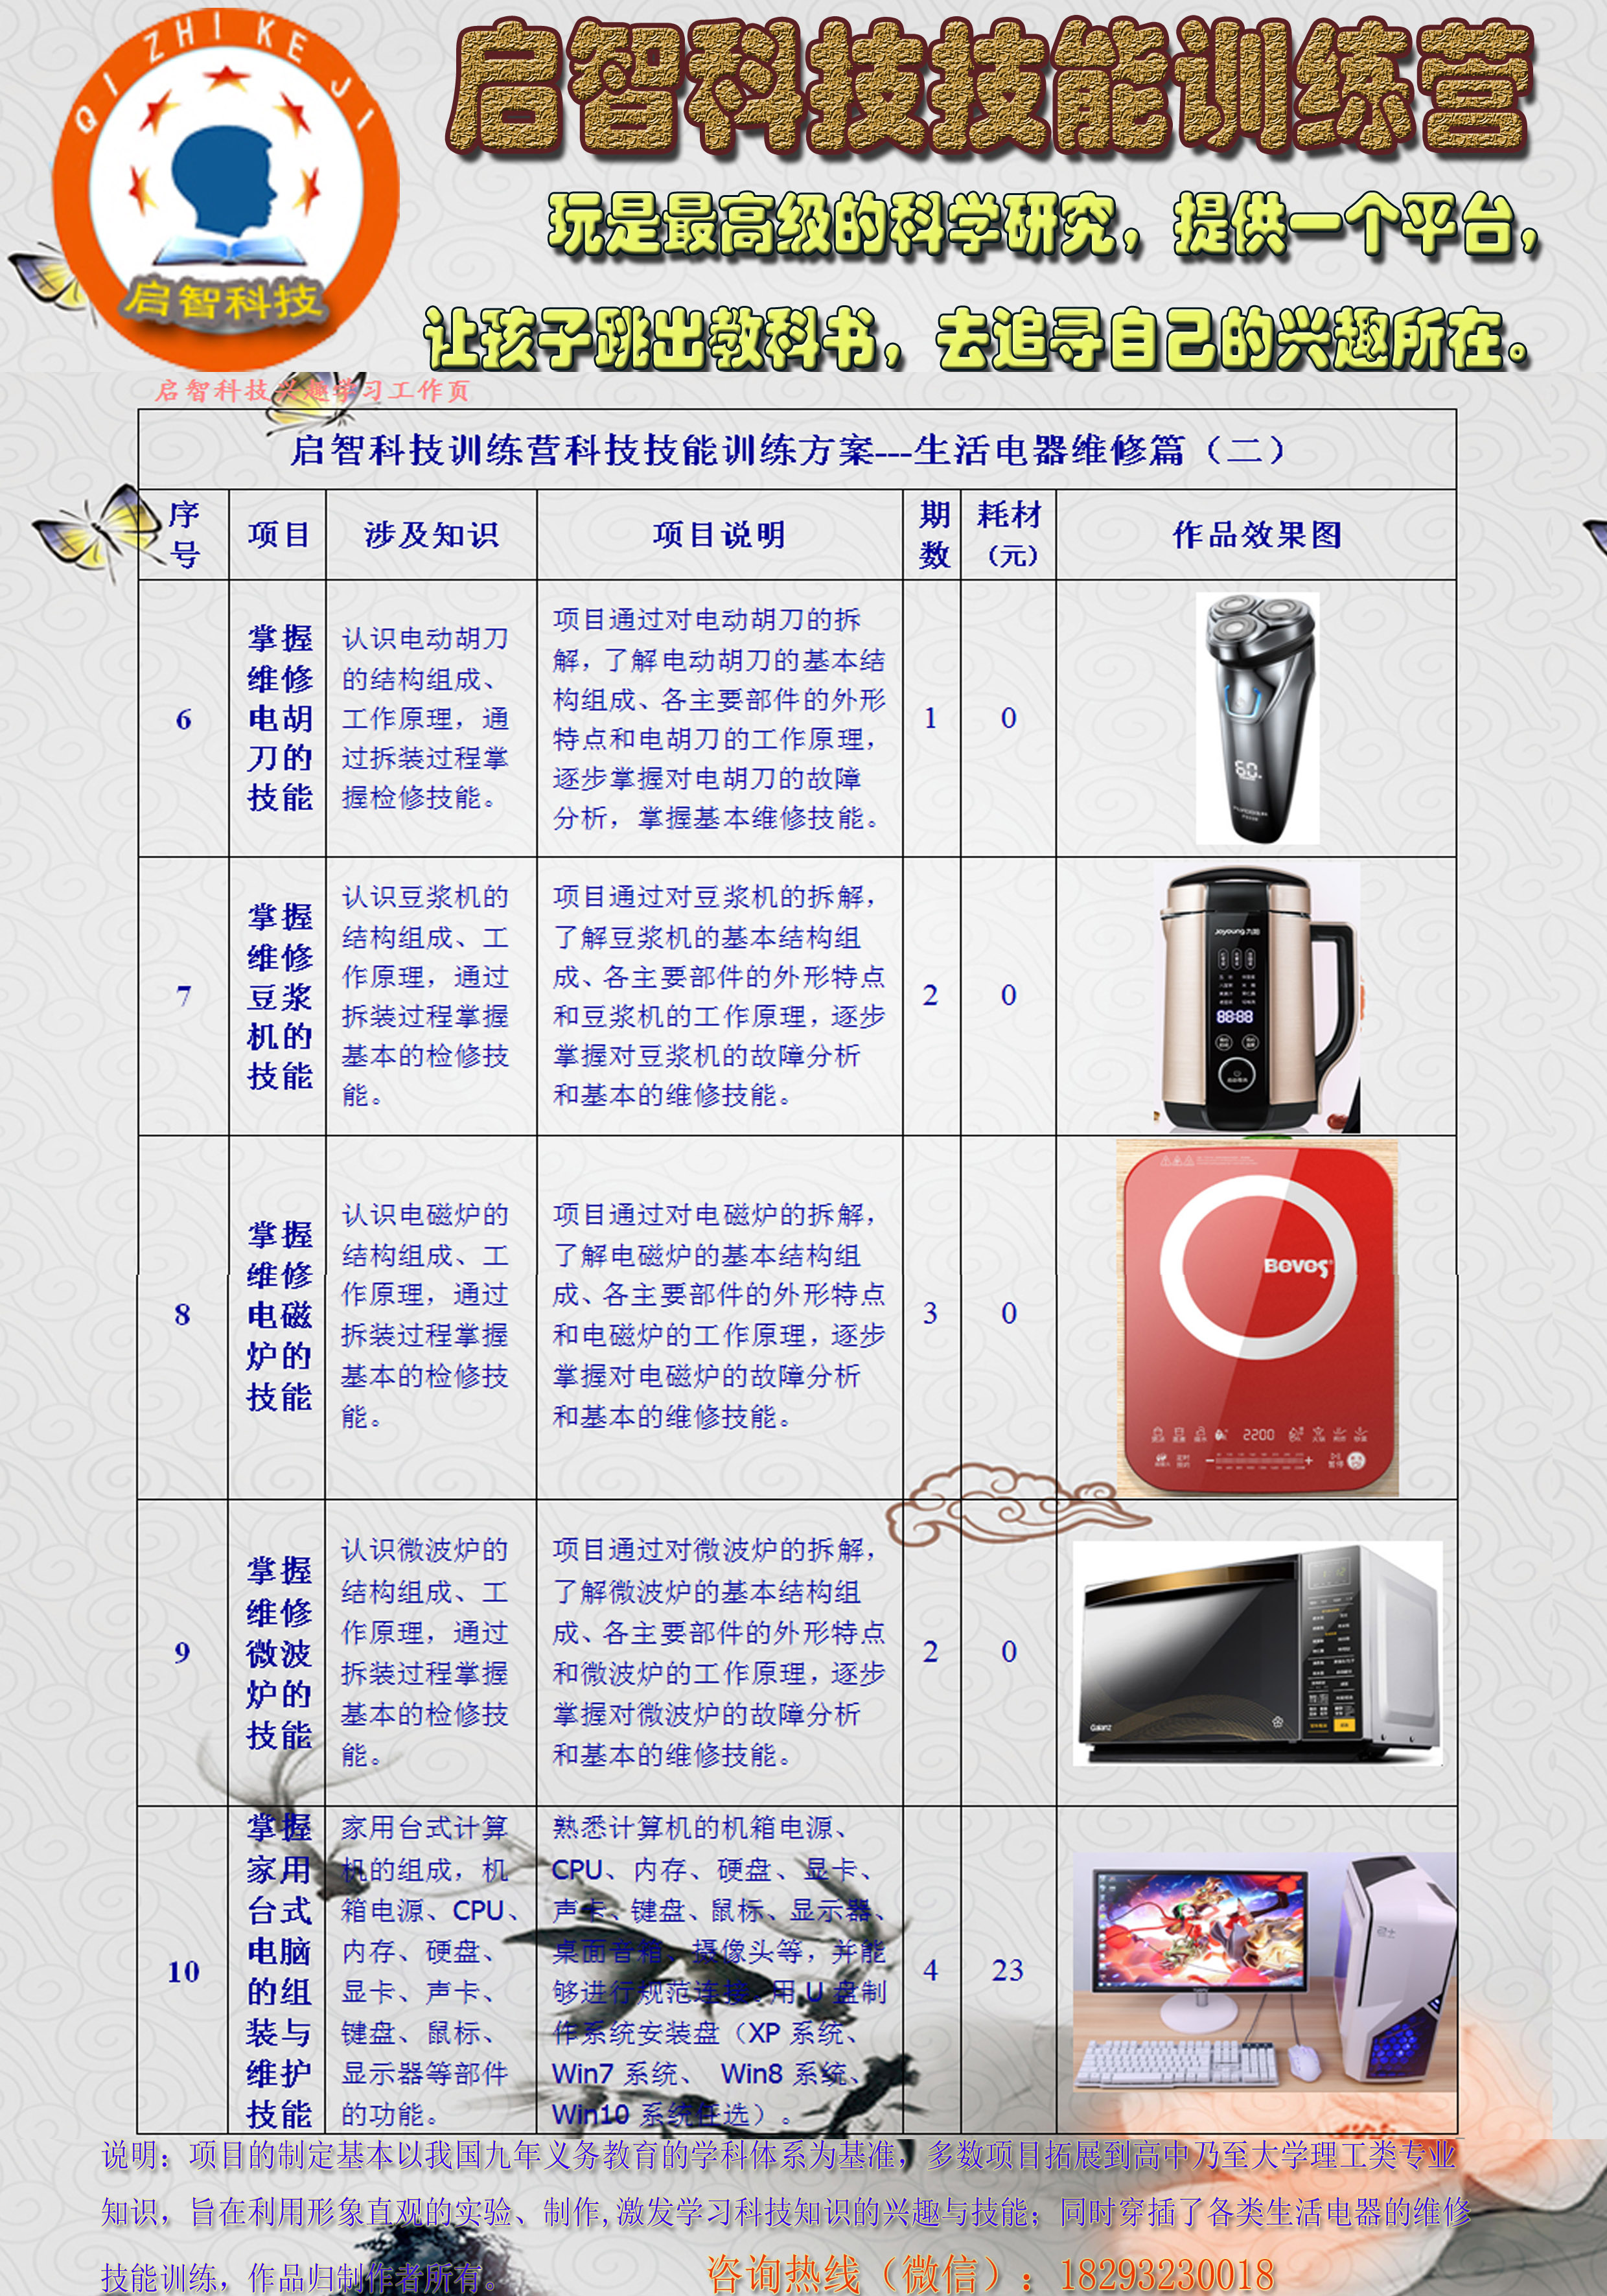 QI ZHI KE JI
启智科技
启智科技技能训练营
玩是最高级的科学研究，提供一个平台，
让孩子跳出教科书，去追寻自己的兴趣所在。
启智科技兴趣学习工作页
启智科技训练营科技技能训练方案---生活电器维修篇（二）
序
号
项目
涉及知识
项目说明
期
数
耗材
（元）
作品效果图
6
掌握
维修
电胡
刀的
技能
认识电动胡刀
的结构组成、
工作原理，通
过拆装过程掌
握检修技能。
项目通过对电动胡刀的拆
解，了解电动胡刀的基本结
构组成、各主要部件的外形
特点和电胡刀的工作原理，
逐步掌握对电胡刀的故障
分析，掌握基本维修技能。
1
0
60
7
掌握
维修
豆浆
机的
技能
认识豆浆机的
结构组成、工
作原理，通过
拆装过程掌握
基本的检修技
能。
项目通过对豆浆机的拆解，
了解豆浆机的基本结构组
成、各主要部件的外形特点
和豆浆机的工作原理，逐步
掌握对豆浆机的故障分析
和基本的维修技能。
2
0
Joyoung九阳
88:88
8
掌握
维修
电磁
炉的
技能
认识电磁炉的
结构组成、工
作原理，通过
拆装过程掌握
基本的检修技
能。
项目通过对电磁炉的拆解，
了解电磁炉的基本结构组
成、各主要部件的外形特点
和电磁炉的工作原理，逐步
掌握对电磁炉的故障分析
和基本的维修技能。
3
0
Beves
2200
9
掌握
维修
微波
炉的
技能
认识微波炉的
结构组成、工
作原理，通过
拆装过程掌握
基本的检修技
能。
项目通过对微波炉的拆解，
了解微波炉的基本结构组
成、各主要部件的外形特点
和微波炉的工作原理，逐步
掌握对微波炉的故障分析
和基本的维修技能。
2
0
Galanz
10
掌握
家用
台式
电脑
的组
装与
维护
技能
家用台式计算
机的组成，机
箱电源、CPU、
内存、硬盘、
显卡、声卡、
键盘、鼠标、
显示器等部件
的功能。
熟悉计算机的机箱电源、
CPU、内存、硬盘、显卡、
声卡、键盘、鼠标、显示器、
桌面音箱、摄像头等，并能
够进行规范连接。用 U 盘制
作系统安装盘（XP 系统、
Win7 系统、 Win8 系统、
Win10 系统任选）。
4
23
说明：项目的制定基本以我国九年义务教育的学科体系为基准，多数项目拓展到高中乃至大学理工类专业
知识，旨在利用形象直观的实验、制作,激发学习科技知识的兴趣与技能；同时穿插了各类生活电器的维修
技能训练，作品归制作者所有。
咨询热线（微信）：18293230018